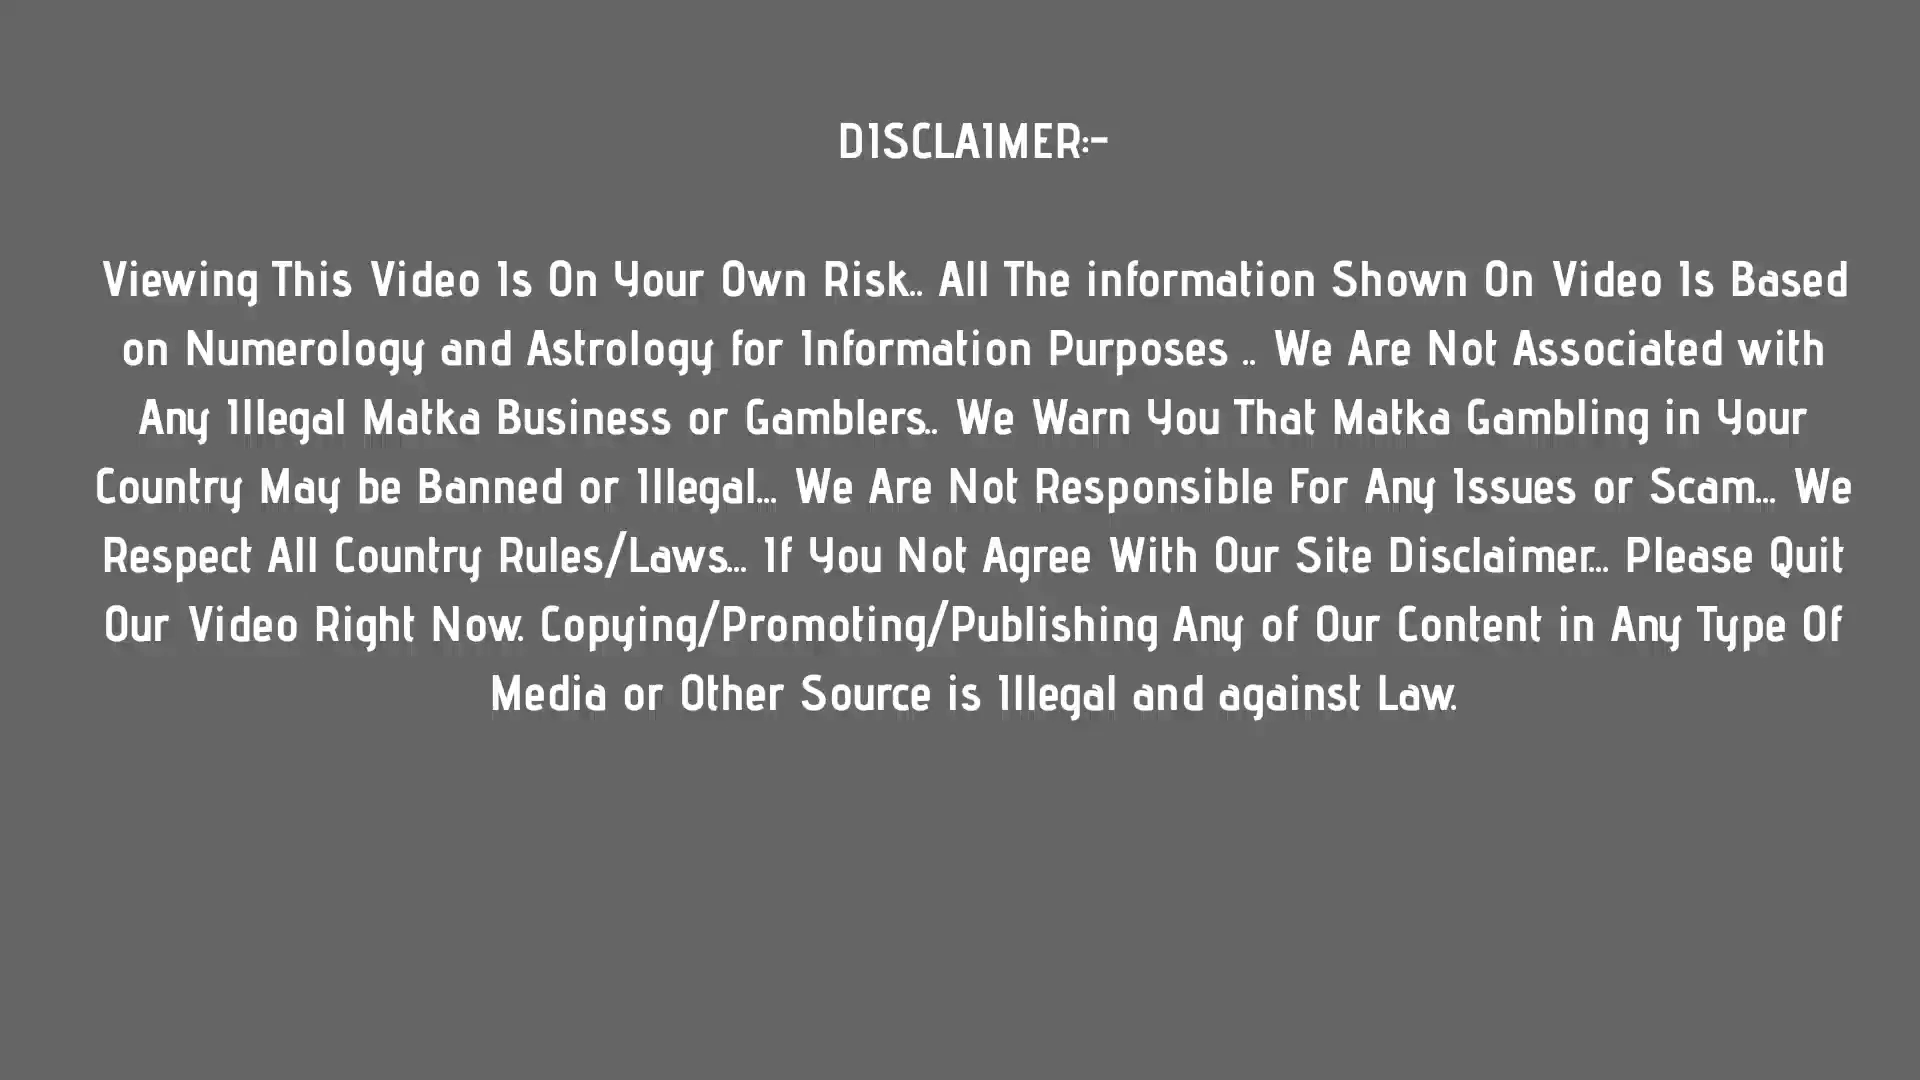 DISCLAIMER:-
Viewing This Video Is On Your Own Risk.. All The information Shown On Video Is Based
on Numerology and Astrology for Information Purposes .. We Are Not Associated with
Any Illegal Matka Business or Gamblers.. We Warn You That Matka Gambling in Your
Country May be Banned or Illegal... We Are Not Responsible For Any Issues or Scam... We
Respect All Country Rules/Laws... If You Not Agree With Our Site Disclaimer... Please Quit
Our Video Right Now. Copying/Promoting/Publishing Any of Our Content in Any Type Of
Media or Other Source is Illegal and against Law.